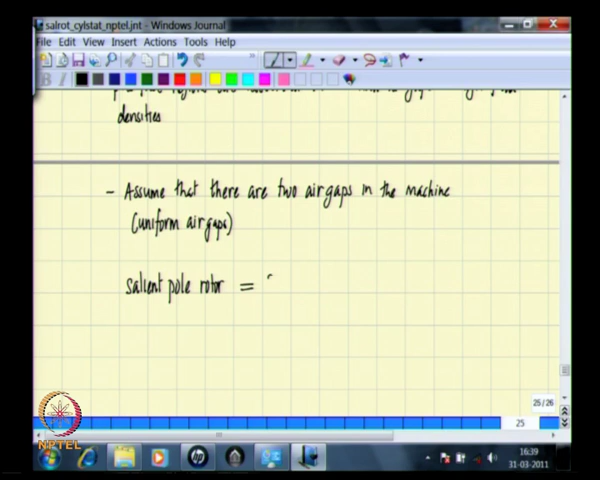 salrot_cylstat_nptel.jnt - Windows Journal
File Edit View Insert Actions Tools Help
densities
- Assume that there are two airgaps in the machine
(uniform airgaps)
salient pole rotor =
25/26
25
NPTEL
16:39
31-03-2011